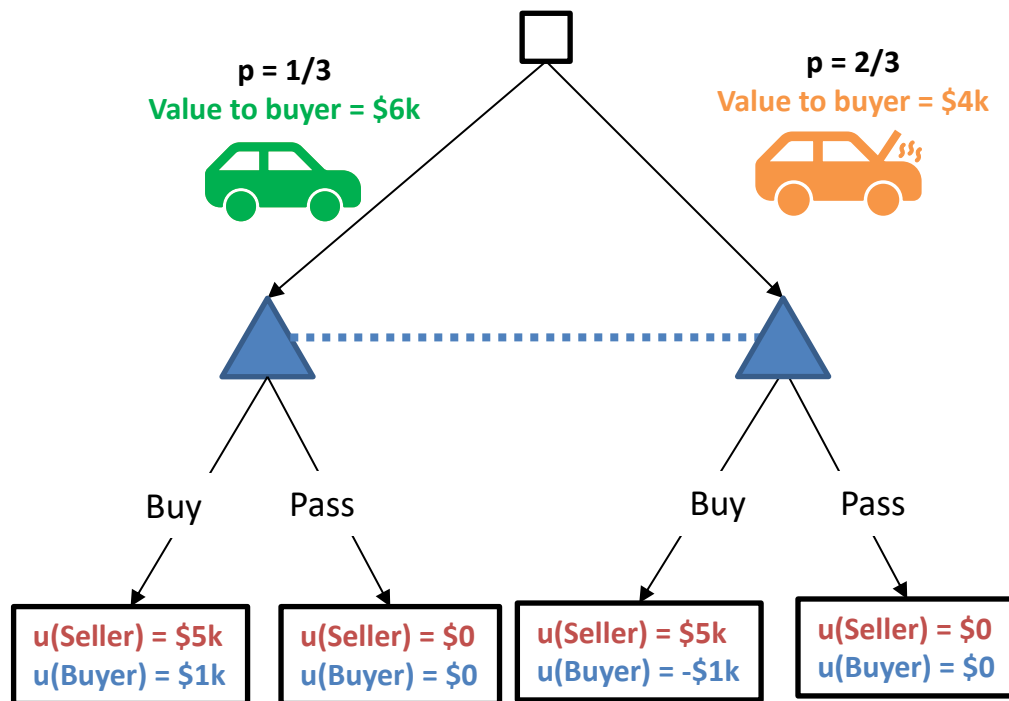 p = 1/3
Value to buyer = $6k
p = 2/3
Value to buyer = $4k
Buy
Pass
Buy
Pass
u(Seller) = $5k
u(Buyer) = $1k
u(Seller) = $0
u(Buyer) = $0
u(Seller) = $5k
u(Buyer) = -$1k
u(Seller) = $0
u(Buyer) = $0